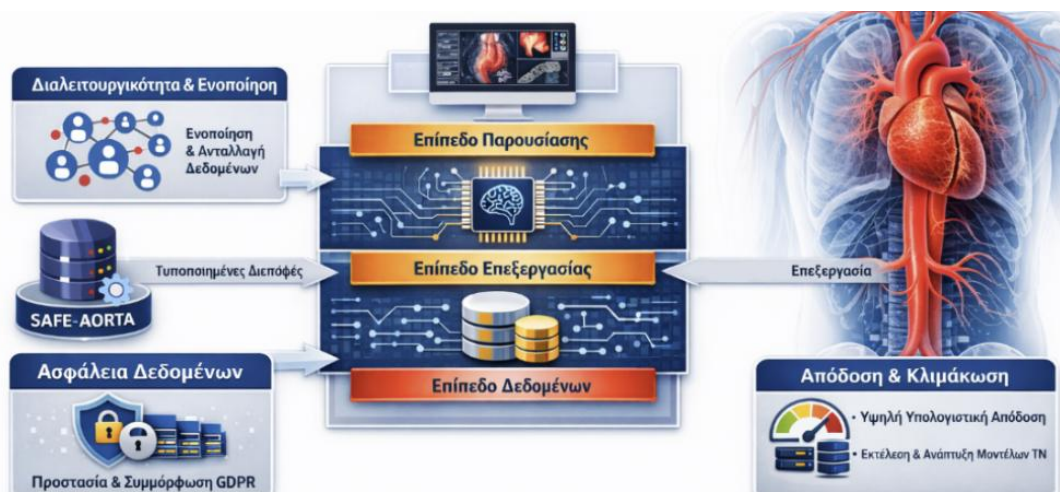 Διαλειτουργικότητα & Ενοποίηση
Ενοποίηση
& Ανταλλαγή
Δεδομένων
Τυποποιημένες Διεπόφές
SAFE-AORTA
Ασφάλεια Δεδομένων
Προστασία & Συμμόρφωση GDPR
Επίπεδο Παρουσίασης
Επίπεδο Επεξεργασίας
Επίπεδο Δεδομένων
Επεξεργασία
Απόδοση & Κλιμάκωση
• Υψηλή Υπολογιστική Απόδοση
• Εκτέλεση & Ανάπτυξη Μοντέλων ΤΝ